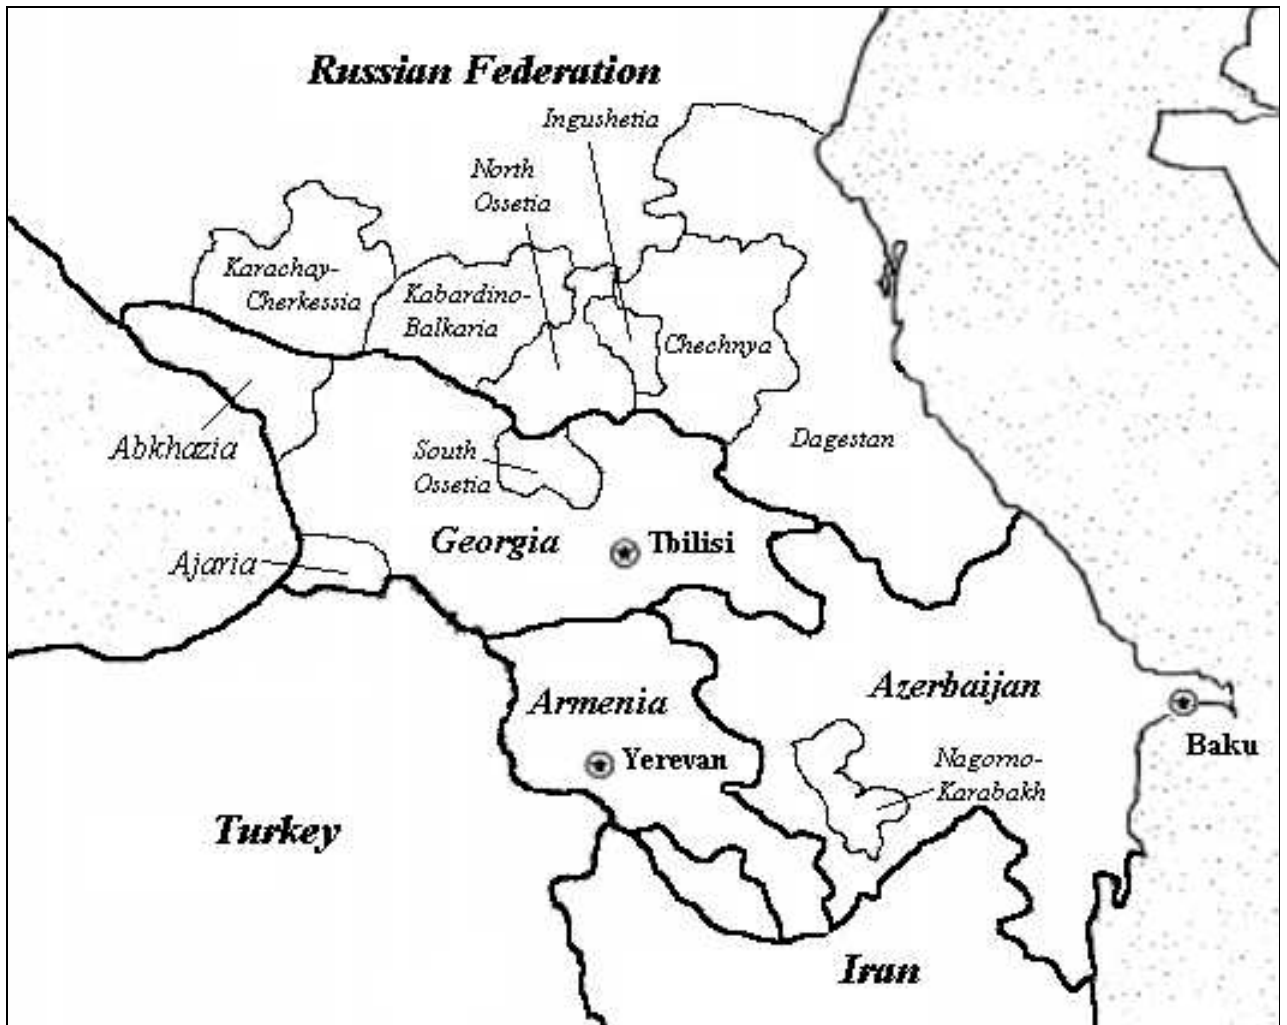 Russian Federation
Ingushetia
North
Ossetia
Karachay-
Cherkessia
Kabardino-
Balkaria
Chechnya
Abkhazia
South
Ossetia
Dagestan
Georgia
Tbilisi
Ajaria
Armenia
Azerbaijan
Yerevan
Baku
Nagorno-
Karabakh
Turkey
Iran